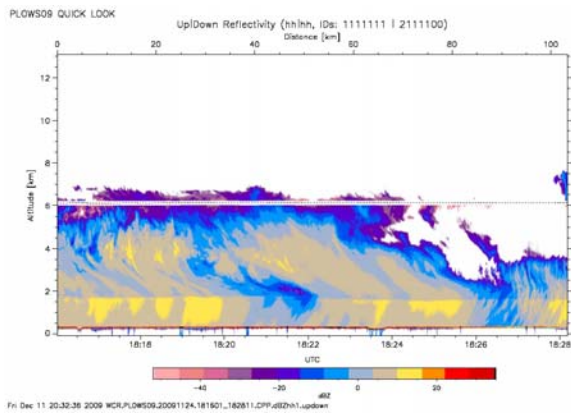 PLOWS09 QUICK LOOK
Up|Down Reflectivity (hh|hh, IDs: 1111111 | 2111100)
Distance [km]
0 20 40 60 80 100
12
10
8
6
4
2
0
Altitude [km]
18:18 18:20 18:22 18:24 18:26 18:28
UTC
-40 -20 0 20
dBZ
Fri Dec 11 20:32:36 2009 WCR.PLOWS09.20091124.181601_182811.CPP.dBZhh1.updown